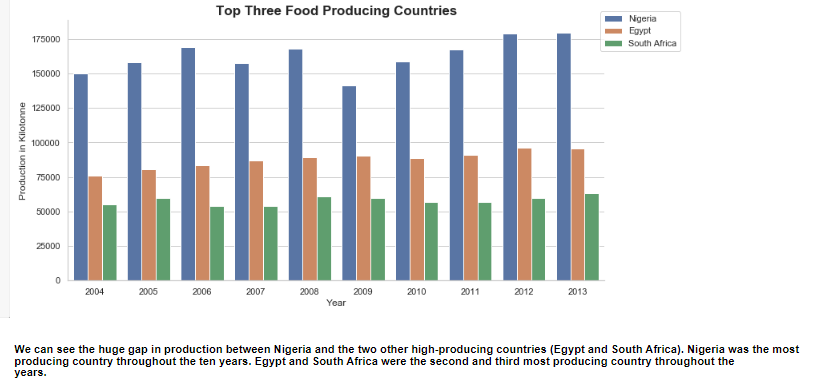 Top Three Food Producing Countries
Nigeria
Egypt
South Africa
175000
150000
125000
100000
75000
50000
25000
0
Production in Kilotonne
2004 2005 2006 2007 2008 2009 2010 2011 2012 2013
Year
We can see the huge gap in production between Nigeria and the two other high-producing countries (Egypt and South Africa). Nigeria was the most
producing country throughout the ten years. Egypt and South Africa were the second and third most producing country throughout the
years.